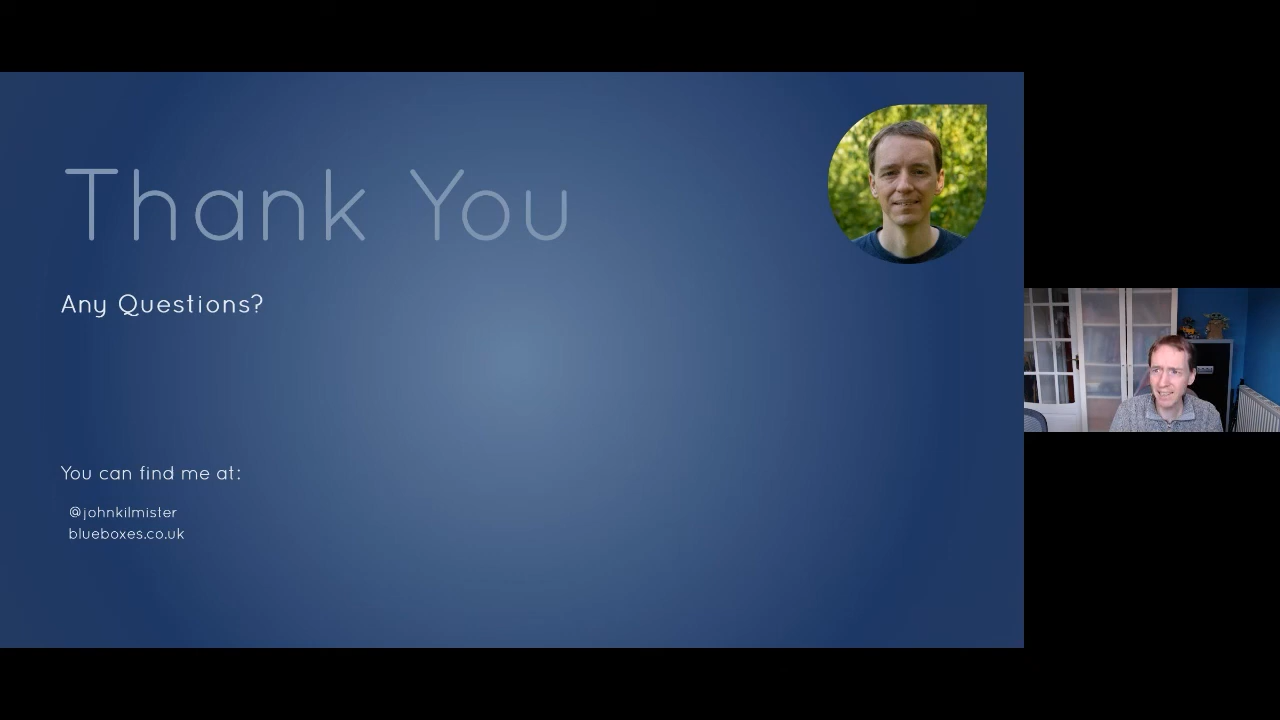 Thank You
Any Questions?
You can find me at:
@johnkilmister
blueboxes.co.uk